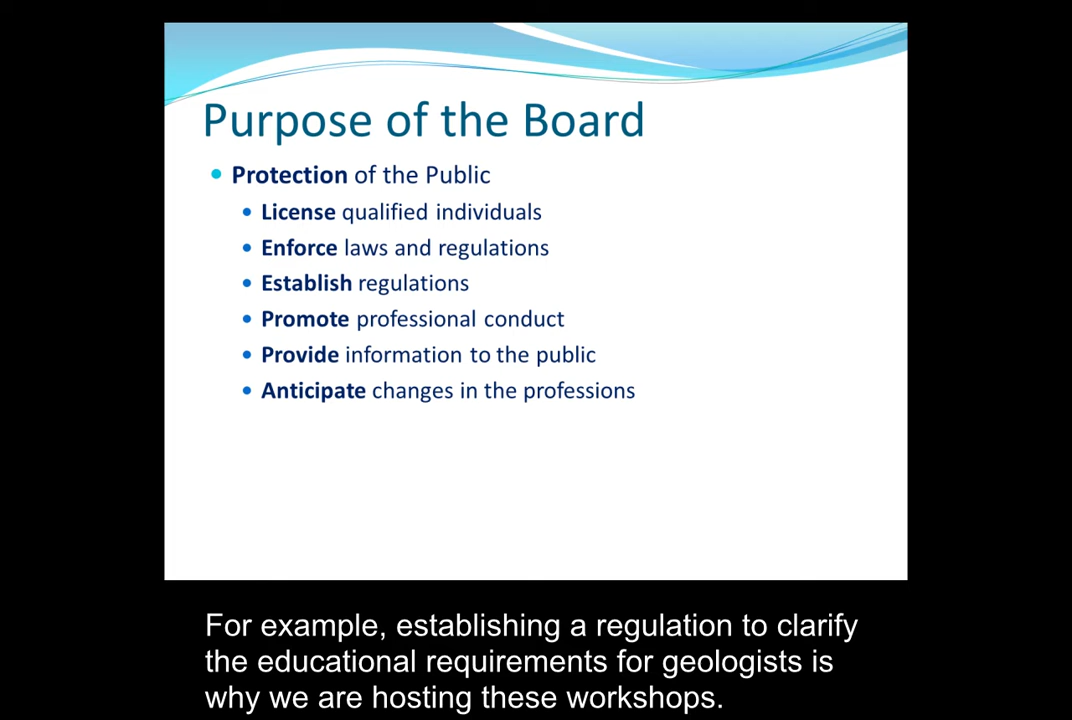 Purpose of the Board
Protection of the Public
License qualified individuals
Enforce laws and regulations
Establish regulations
Promote professional conduct
Provide information to the public
Anticipate changes in the professions
For example, establishing a regulation to clarify
the educational requirements for geologists is
why we are hosting these workshops.